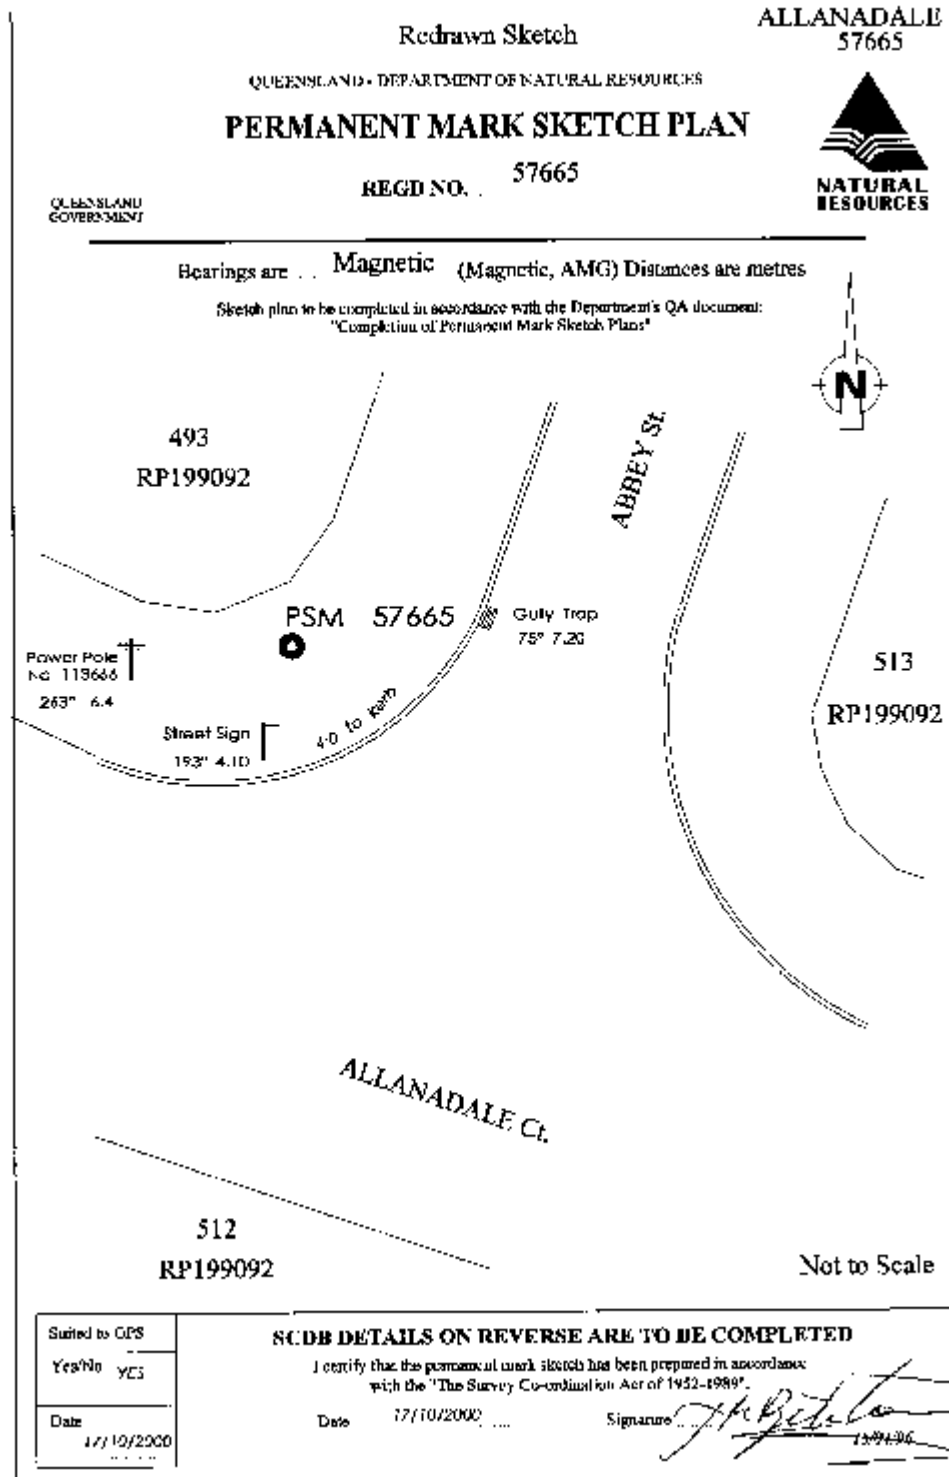 ALLANADALE
57665
Redrawn Sketch
QUEENSLAND - DEPARTMENT OF NATURAL RESOURCES
PERMANENT MARK SKETCH PLAN
REGD NO. . 57665
NATURAL
RESOURCES
QUEENSLAND
GOVERNMENT
Bearings are . . Magnetic (Magnetic, AMG) Distances are metres
Sketch plan to be completed in accordance with the Department's QA document:
"Completion of Permanent Mark Sketch Plans"
N
493
RP199092
ABBEY St.
PSM 57665
Gully Trap
75° 7.20
Power Pole
No 113666
263° 6.4
513
RP199092
Street Sign
193° 4.10
4.0 to Kerb
ALLANADALE Ct.
512
RP199092
Not to Scale
Suited to GPS
Yes/No YES
Date
17/10/2000
SCDB DETAILS ON REVERSE ARE TO BE COMPLETED
I certify that the permanent mark sketch has been prepared in accordance
with the "The Survey Co-ordination Act of 1952-1989".
Date 17/10/2000 .....
Signature